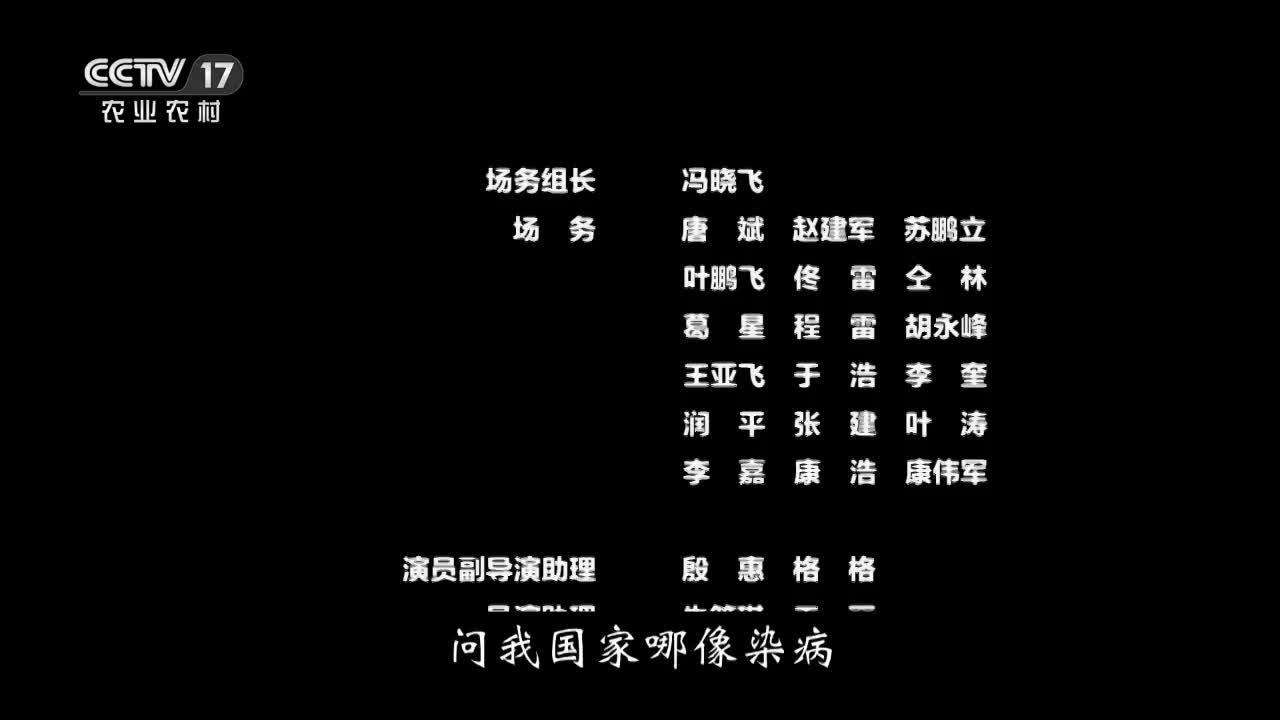 CCTV 17
农业农村
场务组长 冯晓飞
场 务 唐 斌 赵建军 苏鹏立
叶鹏飞 佟 雷 仝 林
葛 星 程 雷 胡永峰
王亚飞 于 浩 李 奎
润 平 张 建 叶 涛
李 嘉 康 浩 康伟军
演员副导演助理 殷 惠 格 格
问我国家哪像染病